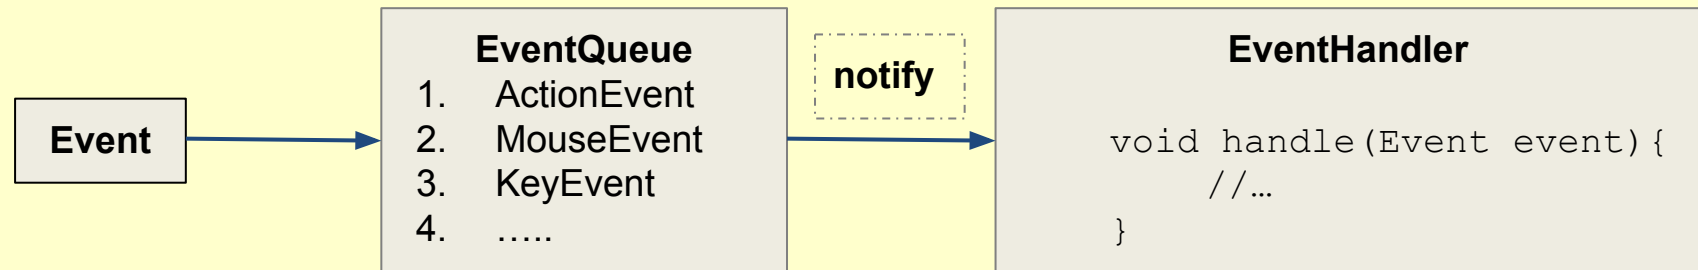 Event
EventQueue
1. ActionEvent
2. MouseEvent
3. KeyEvent
4. …..
notify
EventHandler
void handle(Event event){
//…
}